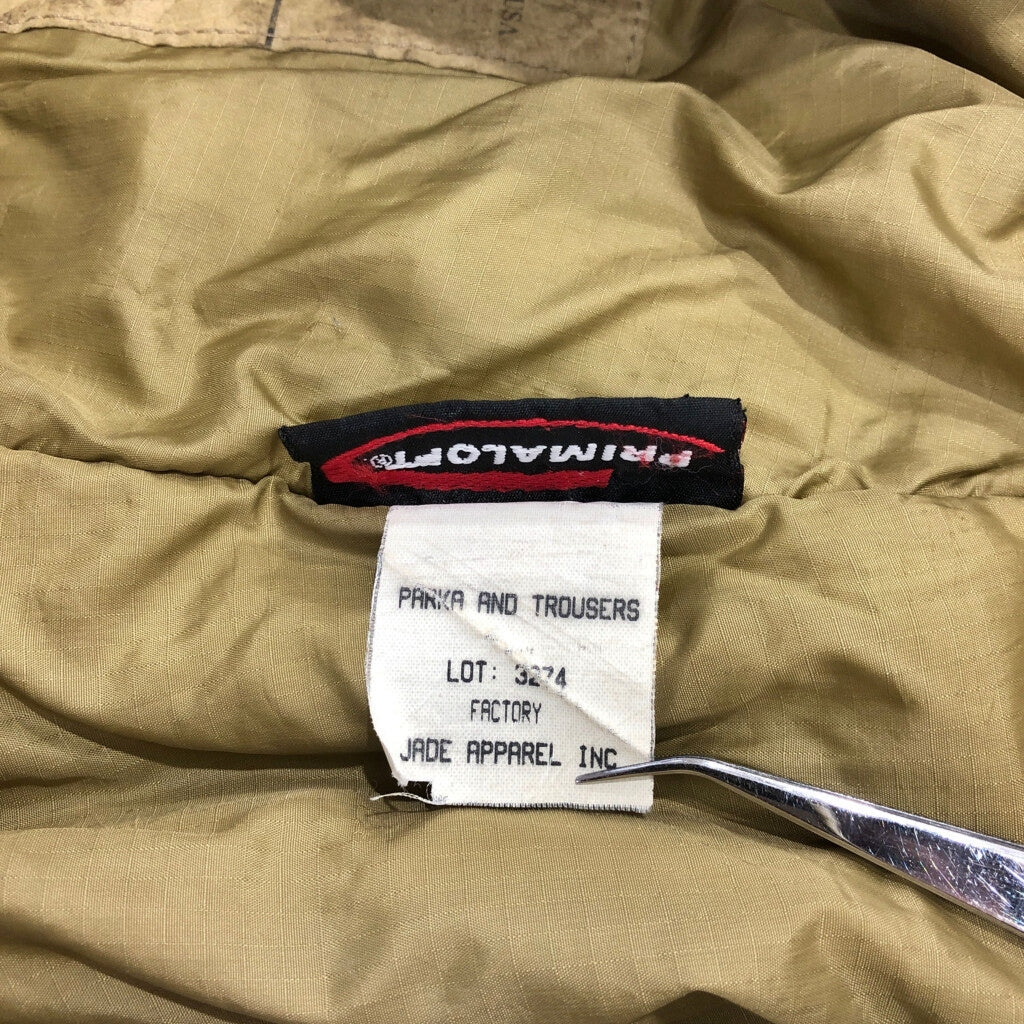 U.S.A.
PRIMALOFT®
PARKA AND TROUSERS
LOT: 3274
FACTORY
JADE APPAREL INC